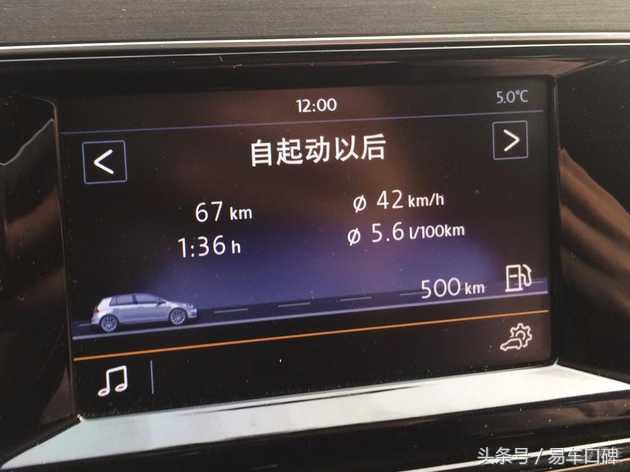 12:00
5.0°C
自起动以后
67 km
ø 42 km/h
1:36 h
ø 5.6 l/100km
500 km
头条号 / 易车口碑